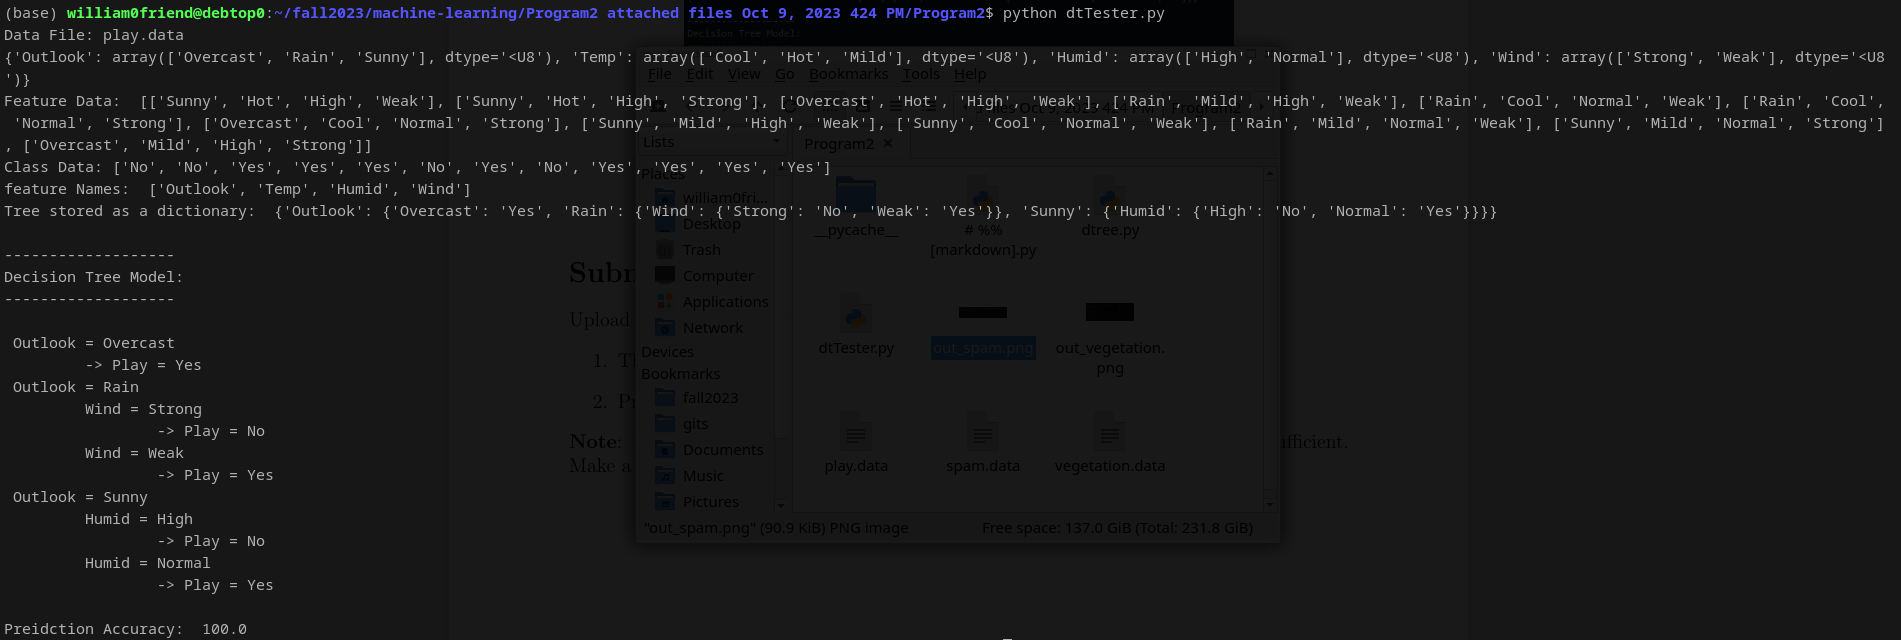 (base) william0friend@debtop0:~/fall2023/machine-learning/Program2 attached files Oct 9, 2023 424 PM/Program2$ python dtTester.py
Data File: play.data
{'Outlook': array(['Overcast', 'Rain', 'Sunny'], dtype='<U8'), 'Temp': array(['Cool', 'Hot', 'Mild'], dtype='<U8'), 'Humid': array(['High', 'Normal'], dtype='<U8'), 'Wind': array(['Strong', 'Weak'], dtype='<U8
')}
Feature Data:  [['Sunny', 'Hot', 'High', 'Weak'], ['Sunny', 'Hot', 'High', 'Strong'], ['Overcast', 'Hot', 'High', 'Weak'], ['Rain', 'Mild', 'High', 'Weak'], ['Rain', 'Cool', 'Normal', 'Weak'], ['Rain', 'Cool',
 'Normal', 'Strong'], ['Overcast', 'Cool', 'Normal', 'Strong'], ['Sunny', 'Mild', 'High', 'Weak'], ['Sunny', 'Cool', 'Normal', 'Weak'], ['Rain', 'Mild', 'Normal', 'Weak'], ['Sunny', 'Mild', 'Normal', 'Strong']
, ['Overcast', 'Mild', 'High', 'Strong']]
Class Data: ['No', 'No', 'Yes', 'Yes', 'Yes', 'No', 'Yes', 'No', 'Yes', 'Yes', 'Yes', 'Yes']
feature Names:  ['Outlook', 'Temp', 'Humid', 'Wind']
Tree stored as a dictionary:  {'Outlook': {'Overcast': 'Yes', 'Rain': {'Wind': {'Strong': 'No', 'Weak': 'Yes'}}, 'Sunny': {'Humid': {'High': 'No', 'Normal': 'Yes'}}}}
-------------------
Decision Tree Model:
-------------------
Outlook = Overcast
-> Play = Yes
Outlook = Rain
Wind = Strong
-> Play = No
Wind = Weak
-> Play = Yes
Outlook = Sunny
Humid = High
-> Play = No
Humid = Normal
-> Play = Yes
Preidction Accuracy:  100.0
Decision Tree Model:
File Edit View Go Bookmarks Tools Help
Lists
Program2
Places
william0fri...
Desktop
Trash
Computer
Applications
Network
Devices
Bookmarks
fall2023
gits
Documents
Music
Pictures
__pycache__
# %%
[markdown].py
dtree.py
dtTester.py
out_spam.png
out_vegetation.
png
play.data
spam.data
vegetation.data
"out_spam.png" (90.9 KiB) PNG image
Free space: 137.0 GiB (Total: 231.8 GiB)
Upload
1.
2.
Note:
Make a